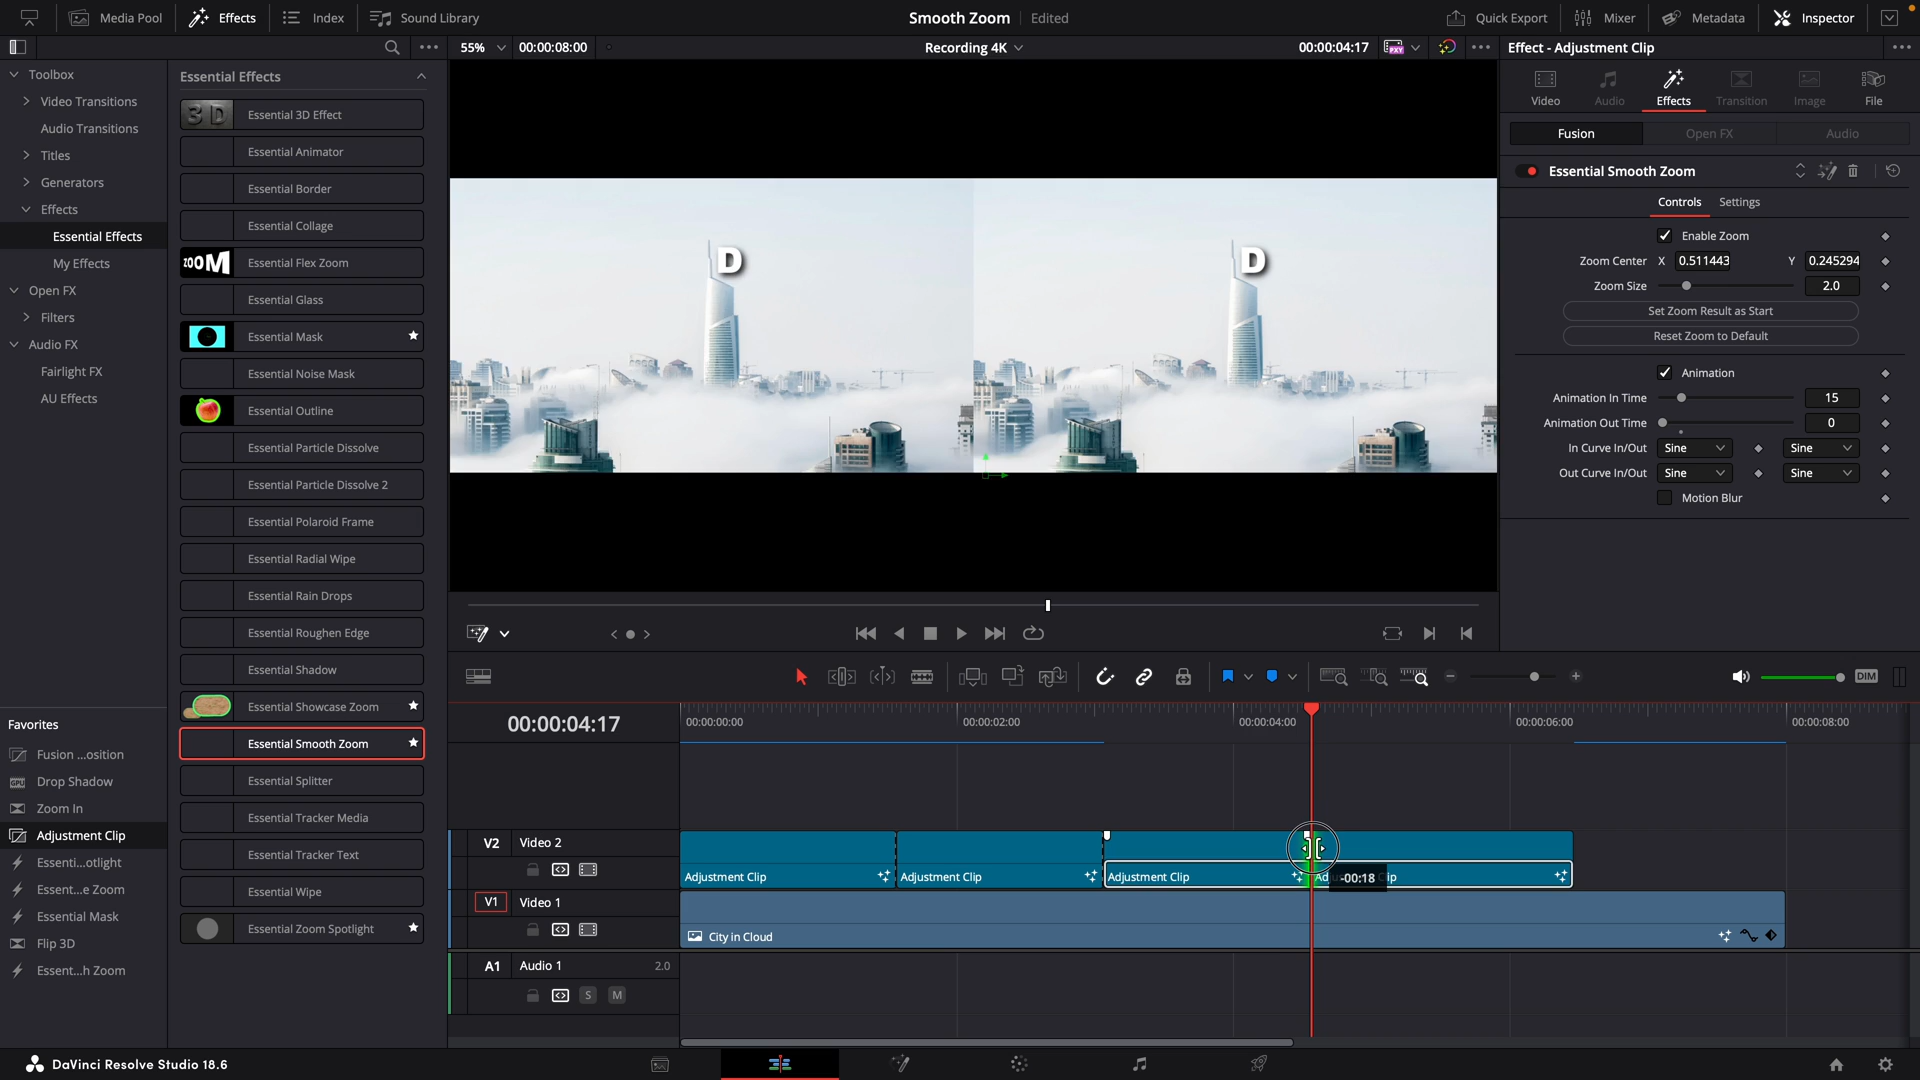 Media Pool
Effects
Index
Sound Library
Smooth Zoom
Edited
Quick Export
Mixer
Metadata
Inspector
55%
00:00:08:00
Recording 4K
00:00:04:17
PXY
Effect - Adjustment Clip
Toolbox
Video Transitions
Audio Transitions
Titles
Generators
Effects
Essential Effects
My Effects
Open FX
Filters
Audio FX
Fairlight FX
AU Effects
Favorites
Fusion ...osition
Drop Shadow
Zoom In
Adjustment Clip
Essenti...otlight
Essent...e Zoom
Essential Mask
Flip 3D
Essent...h Zoom
Essential Effects
3D
Essential 3D Effect
Essential Animator
Essential Border
Essential Collage
ZOOM
Essential Flex Zoom
Essential Glass
Essential Mask
Essential Noise Mask
Essential Outline
Essential Particle Dissolve
Essential Particle Dissolve 2
Essential Polaroid Frame
Essential Radial Wipe
Essential Rain Drops
Essential Roughen Edge
Essential Shadow
Essential Showcase Zoom
Essential Smooth Zoom
Essential Splitter
Essential Tracker Media
Essential Tracker Text
Essential Wipe
Essential Zoom Spotlight
D
D
Video
Audio
Effects
Transition
Image
File
Fusion
Open FX
Audio
Essential Smooth Zoom
Controls
Settings
Enable Zoom
Zoom Center X 0.511443 Y 0.245294
Zoom Size 2.0
Set Zoom Result as Start
Reset Zoom to Default
Animation
Animation In Time 15
Animation Out Time 0
In Curve In/Out Sine Sine
Out Curve In/Out Sine Sine
Motion Blur
DIM
00:00:04:17
00:00:00:00
00:00:02:00
00:00:04:00
00:00:06:00
00:00:08:00
V2 Video 2
Adjustment Clip
Adjustment Clip
Adjustment Clip
-00:18
V1 Video 1
City in Cloud
A1 Audio 1 2.0
S M
DaVinci Resolve Studio 18.6